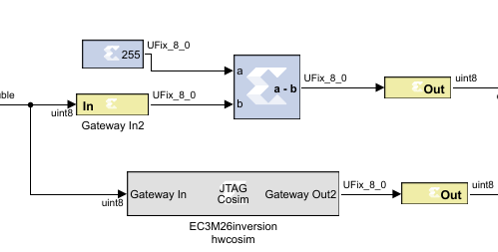 255
UFix_8_0
a
b
a - b
UFix_8_0
Out
uint8
uint8
In
UFix_8_0
Gateway In2
uint8
Gateway In
JTAG
Cosim
Gateway Out2
UFix_8_0
Out
uint8
EC3M26inversion
hwcosim